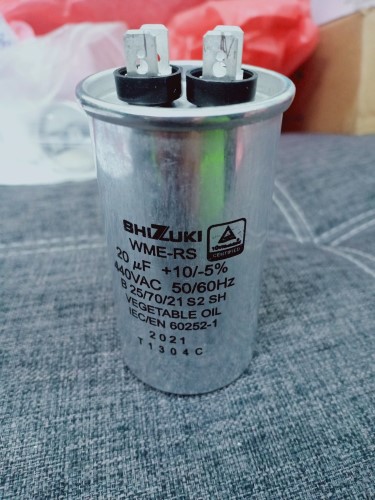 SHIZUKI
WME-RS
20 µF +10/-5%
440VAC 50/60Hz
B 25/70/21 S2 SH
VEGETABLE OIL
IEC/EN 60252-1
2021
T1304C
CERTIFIED